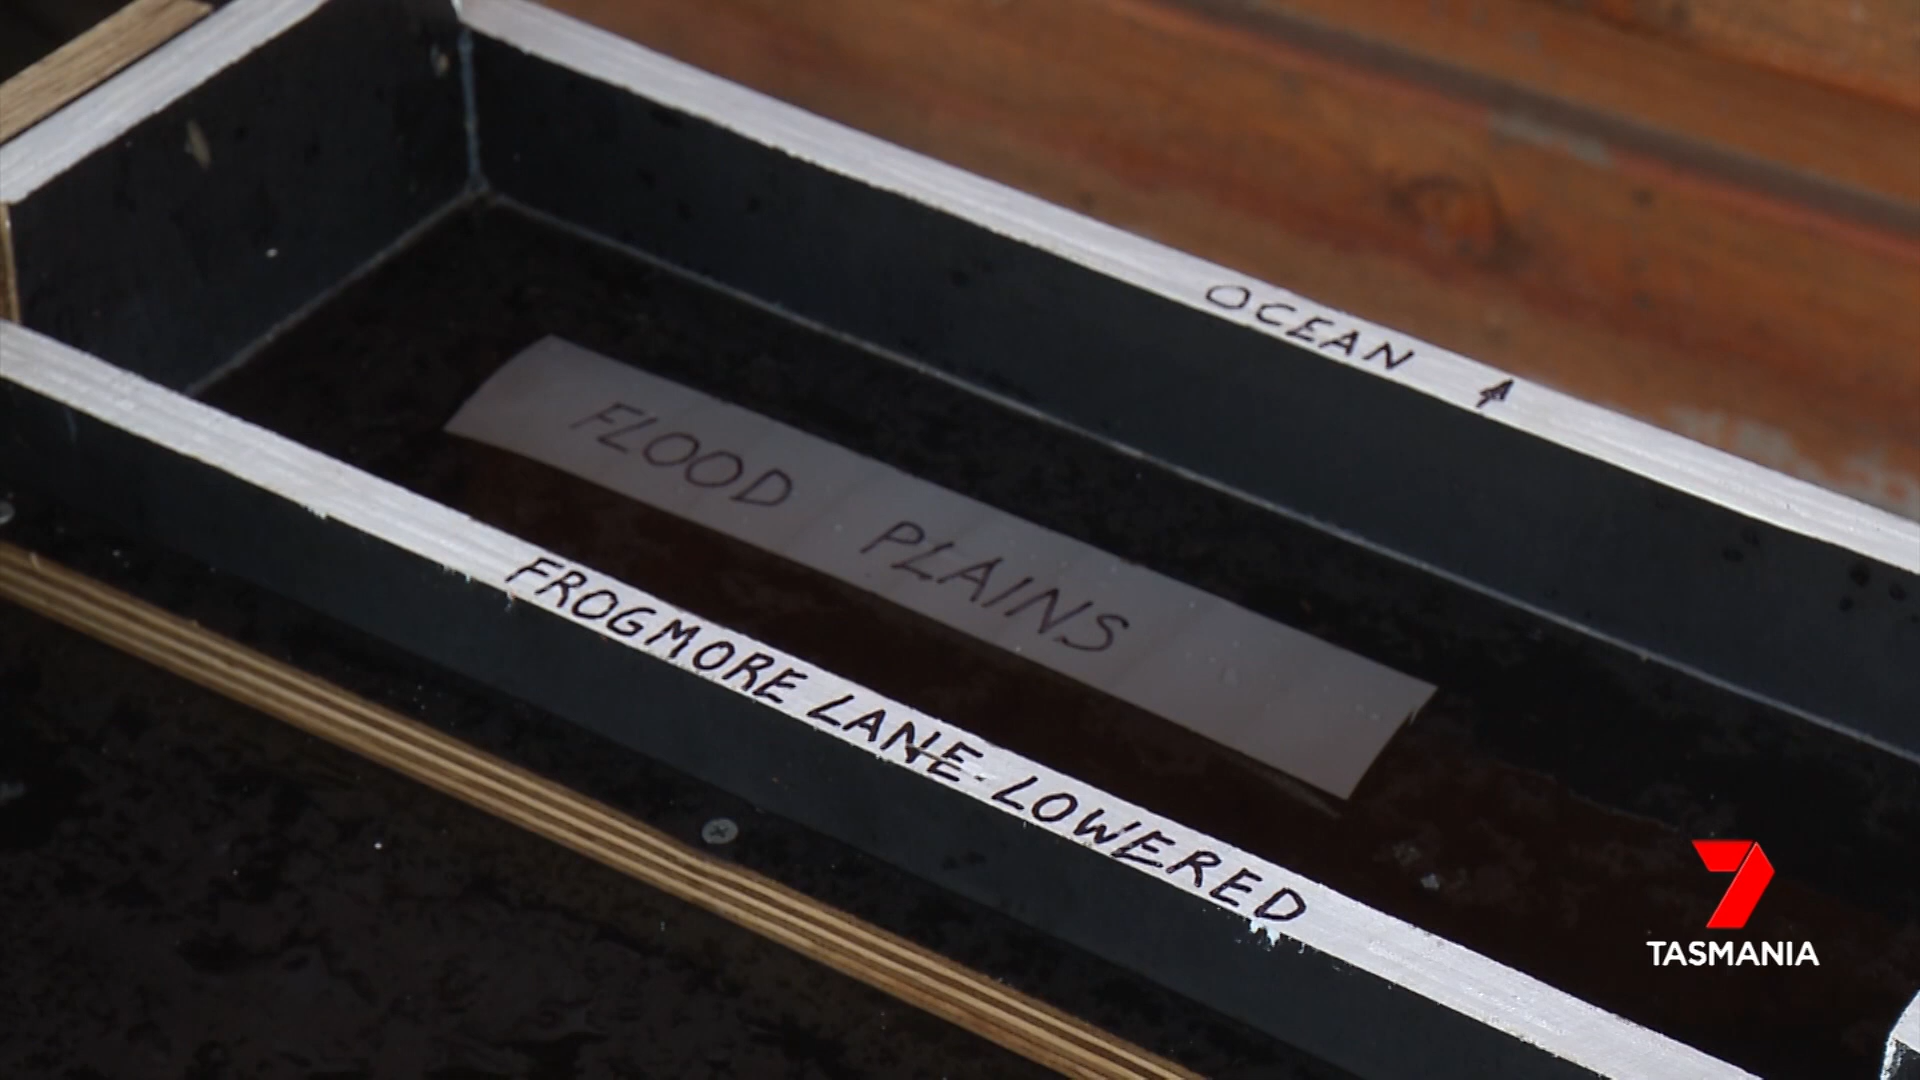 OCEAN
FLOOD PLAINS
FROGMORE LANE - LOWERED
7
TASMANIA